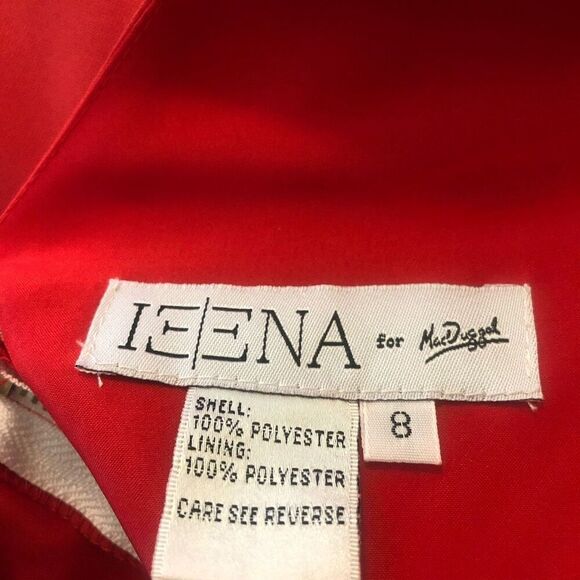 IEENA for MacDuggal
8
SHELL:
100% POLYESTER
LINING:
100% POLYESTER
CARE SEE REVERSE